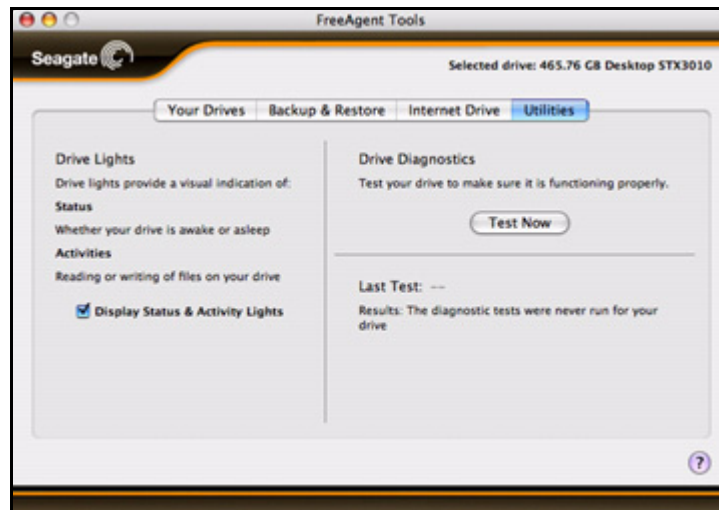 FreeAgent Tools
Seagate
Selected drive: 465.76 GB Desktop STX3010
Your Drives Backup & Restore Internet Drive Utilities
Drive Lights
Drive lights provide a visual indication of:
Status
Whether your drive is awake or asleep
Activities
Reading or writing of files on your drive
Display Status & Activity Lights
Drive Diagnostics
Test your drive to make sure it is functioning properly.
Test Now
Last Test: --
Results: The diagnostic tests were never run for your
drive
?